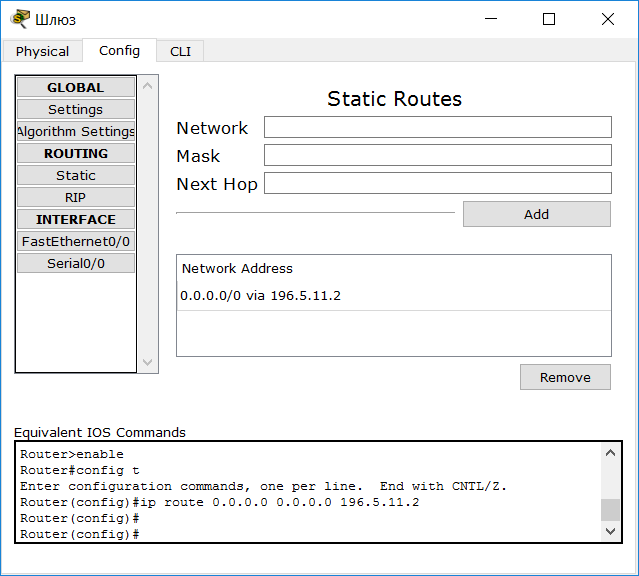 Шлюз
Physical
Config
CLI
GLOBAL
Settings
Algorithm Settings
ROUTING
Static
RIP
INTERFACE
FastEthernet0/0
Serial0/0
Static Routes
Network
Mask
Next Hop
Add
Network Address
0.0.0.0/0 via 196.5.11.2
Remove
Equivalent IOS Commands
Router>enable
Router#config t
Enter configuration commands, one per line.  End with CNTL/Z.
Router(config)#ip route 0.0.0.0 0.0.0.0 196.5.11.2
Router(config)#
Router(config)#